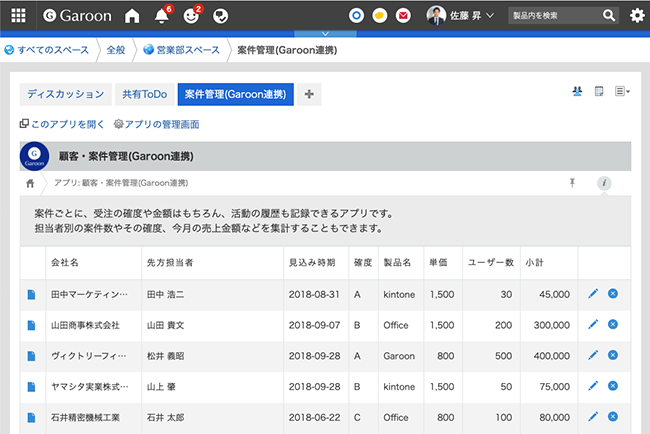 Garoon 6 2 佐藤 昇 製品内を検索
すべてのスペース 全般 営業部スペース 案件管理(Garoon連携)
ディスカッション 共有ToDo 案件管理(Garoon連携) +
このアプリを開く アプリの管理画面
G Garoon 顧客・案件管理(Garoon連携)
アプリ: 顧客・案件管理(Garoon連携) i
案件ごとに、受注の確度や金額はもちろん、活動の履歴も記録できるアプリです。
担当者別の案件数やその確度、今月の売上金額などを集計することもできます。
会社名 先方担当者 見込み時期 確度 製品名 単価 ユーザー数 小計
田中マーケティン… 田中 浩二 2018-08-31 A kintone 1,500 30 45,000
山田商事株式会社 山田 貴文 2018-09-07 B Office 1,500 200 300,000
ヴィクトリーフィ… 松井 義昭 2018-09-28 A Garoon 800 500 400,000
ヤマシタ実業株式… 山上 肇 2018-09-28 B kintone 1,500 50 75,000
石井精密機械工業 石井 太郎 2018-06-22 C Office 800 100 80,000